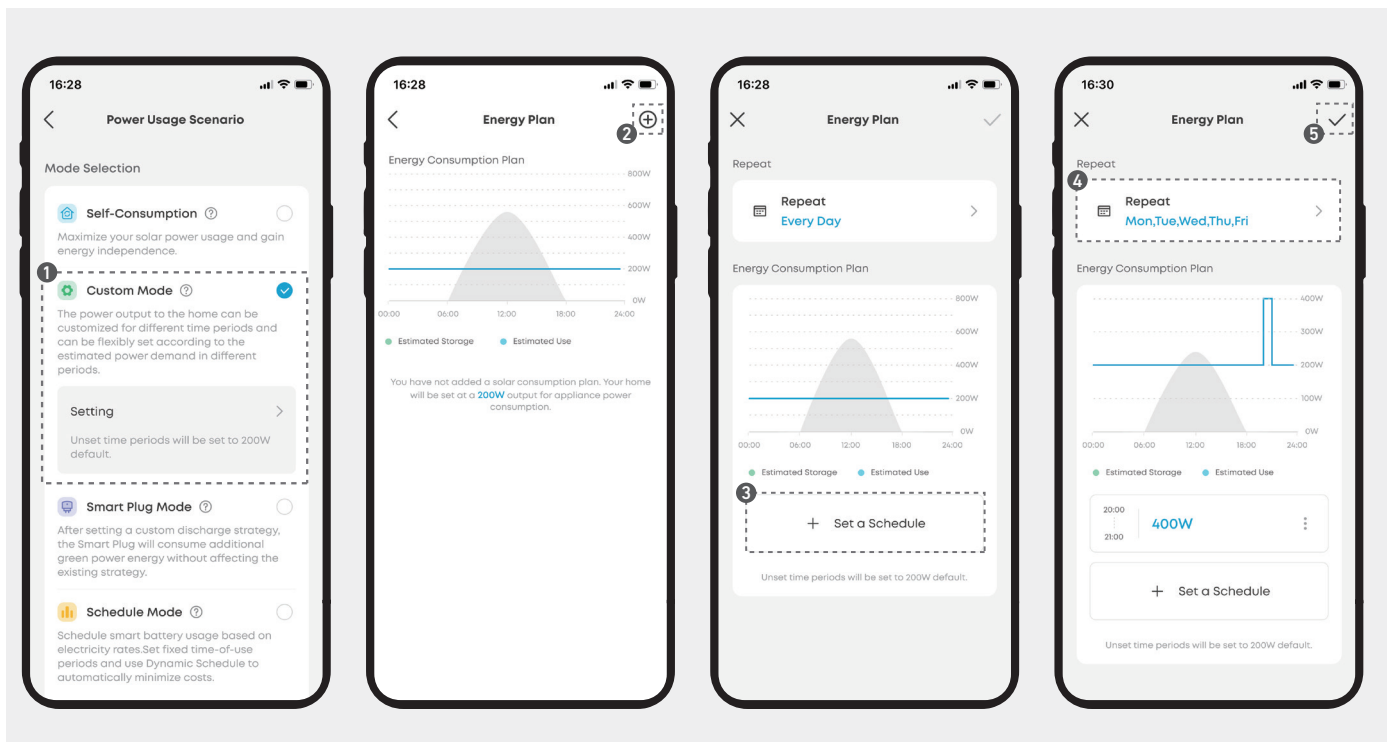 16:28
Power Usage Scenario
Mode Selection
Self-Consumption ?
Maximize your solar power usage and gain
energy independence.
1
Custom Mode ?
The power output to the home can be
customized for different time periods and
can be flexibly set according to the
estimated power demand in different
periods.
Setting
Unset time periods will be set to 200W
default.
Smart Plug Mode ?
After setting a custom discharge strategy,
the Smart Plug will consume additional
green power energy without affecting the
existing strategy.
Schedule Mode ?
Schedule smart battery usage based on
electricity rates.Set fixed time-of-use
periods and use Dynamic Schedule to
automatically minimize costs.
16:28
Energy Plan
2
Energy Consumption Plan
800W
600W
400W
200W
0W
00:00 06:00 12:00 18:00 24:00
Estimated Storage Estimated Use
You have not added a solar consumption plan. Your home
will be set at a 200W output for appliance power
consumption.
16:28
Energy Plan
Repeat
Repeat
Every Day
Energy Consumption Plan
800W
600W
400W
200W
0W
00:00 06:00 12:00 18:00 24:00
Estimated Storage Estimated Use
3
+ Set a Schedule
Unset time periods will be set to 200W default.
16:30
Energy Plan
5
Repeat
4
Repeat
Mon,Tue,Wed,Thu,Fri
Energy Consumption Plan
400W
300W
200W
100W
0W
00:00 06:00 12:00 18:00 24:00
Estimated Storage Estimated Use
20:00
400W
21:00
+ Set a Schedule
Unset time periods will be set to 200W default.